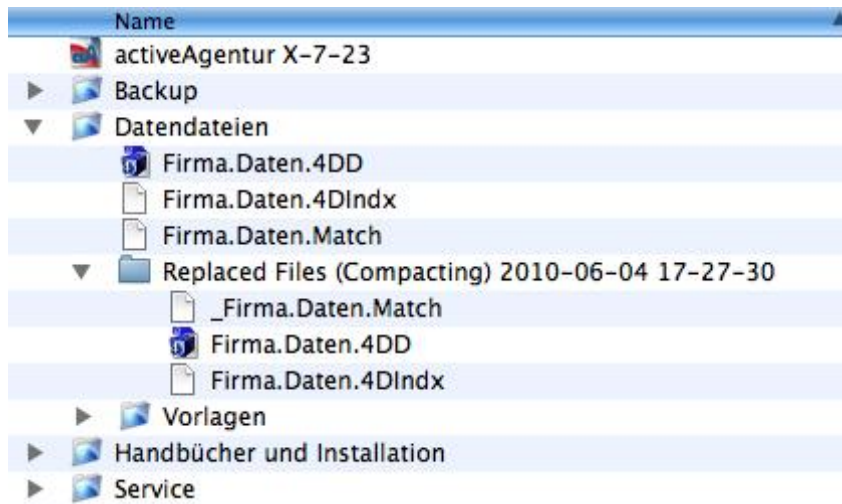 Name
activeAgentur X-7-23
Backup
Datendateien
Firma.Daten.4DD
Firma.Daten.4DIndx
Firma.Daten.Match
Replaced Files (Compacting) 2010-06-04 17-27-30
_Firma.Daten.Match
Firma.Daten.4DD
Firma.Daten.4DIndx
Vorlagen
Handbücher und Installation
Service